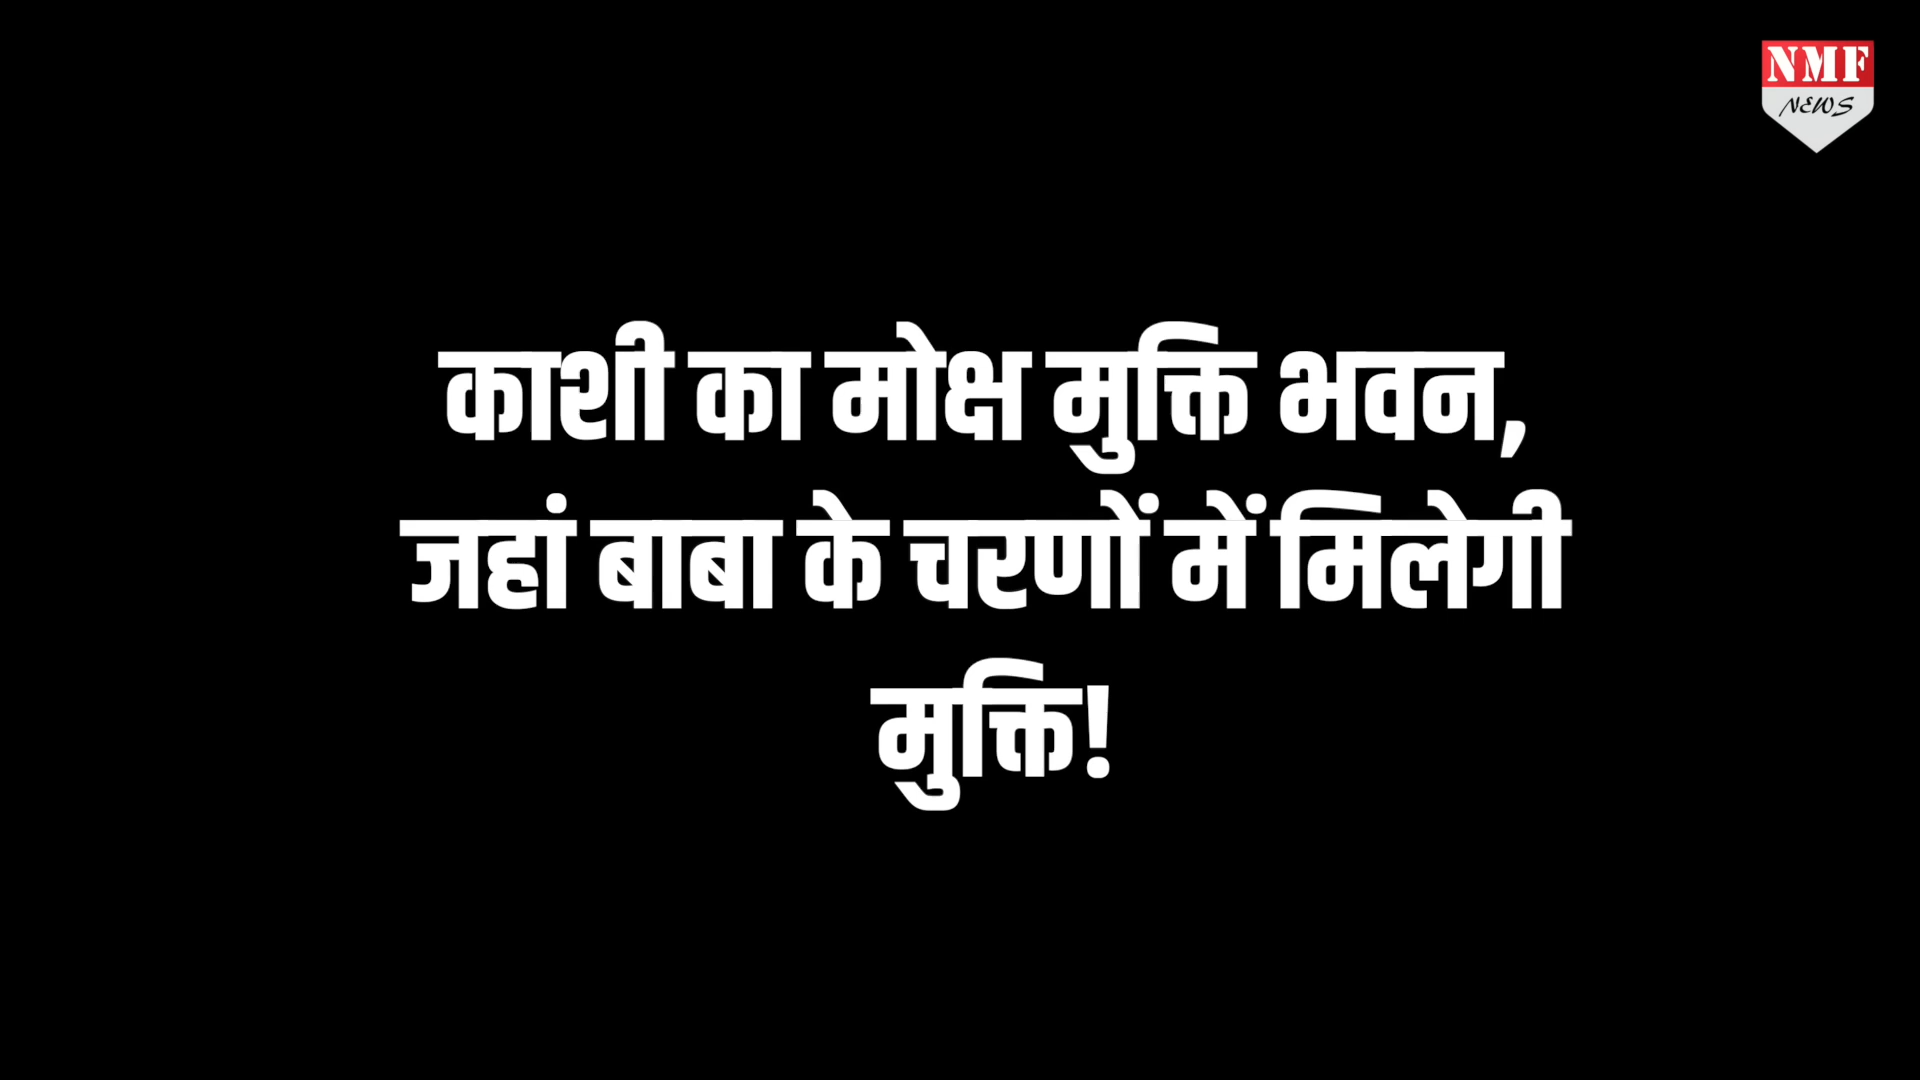 NMF
NEWS
काशी का मोक्ष मुक्ति भवन,
जहां बाबा के चरणों में मिलेगी
मुक्ति!